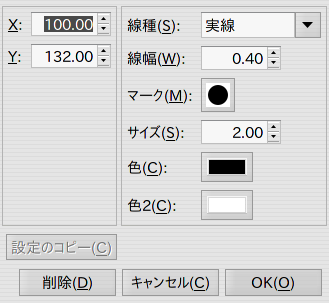 X: 100.00
Y: 132.00
線種(S): 実線
線幅(W): 0.40
マーク(M):
サイズ(S): 2.00
色(C):
色2(C):
設定のコピー(C)
削除(D) キャンセル(C) OK(O)